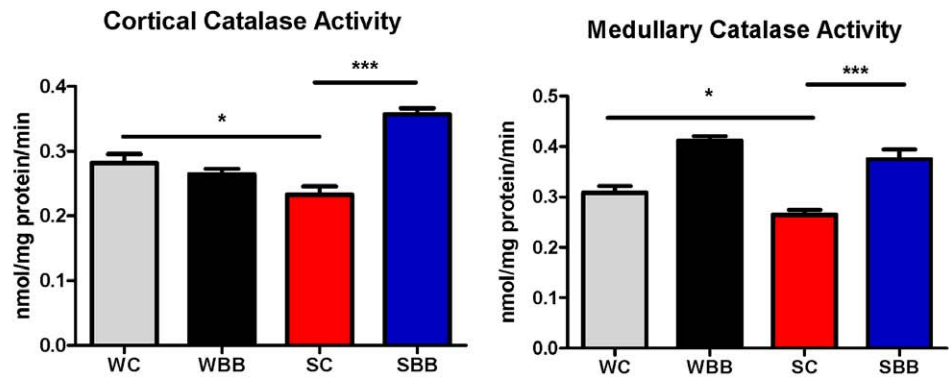 Cortical Catalase Activity
nmol/mg protein/min
0.4
0.3
0.2
0.1
0.0
*
***
WC WBB SC SBB
Medullary Catalase Activity
nmol/mg protein/min
0.5
0.4
0.3
0.2
0.1
0.0
*
***
WC WBB SC SBB